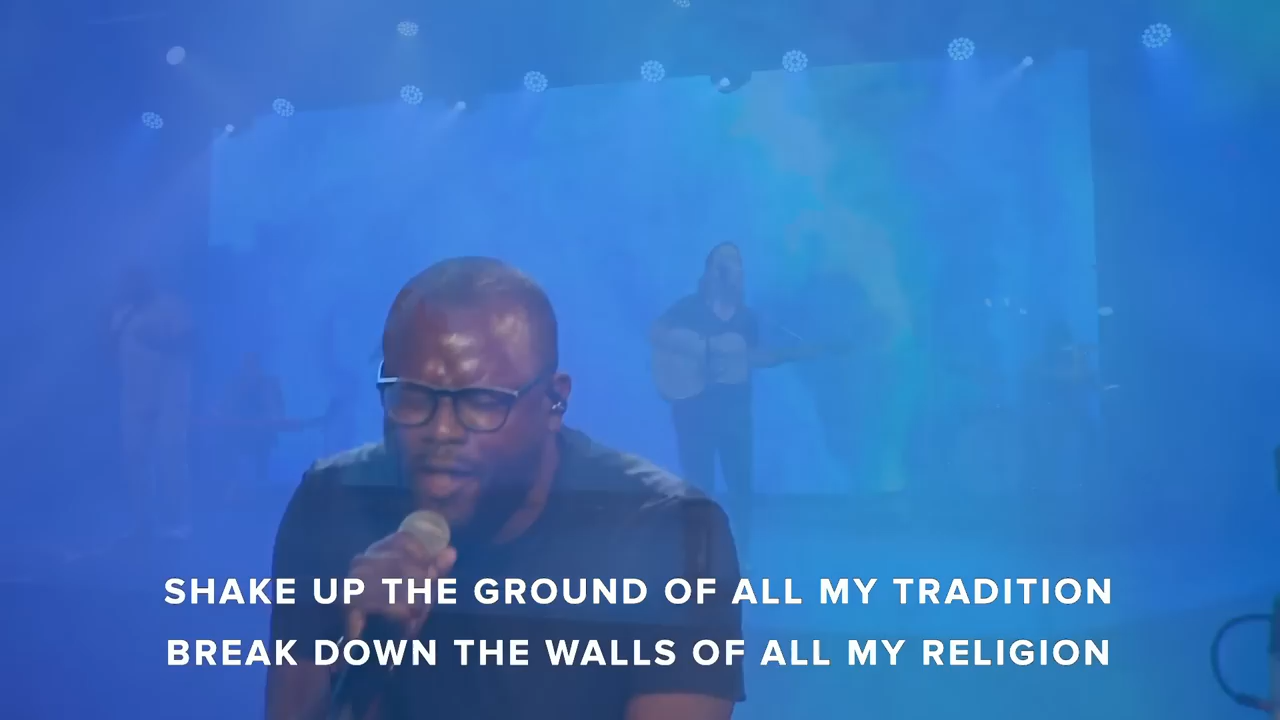 SHAKE UP THE GROUND OF ALL MY TRADITION
BREAK DOWN THE WALLS OF ALL MY RELIGION